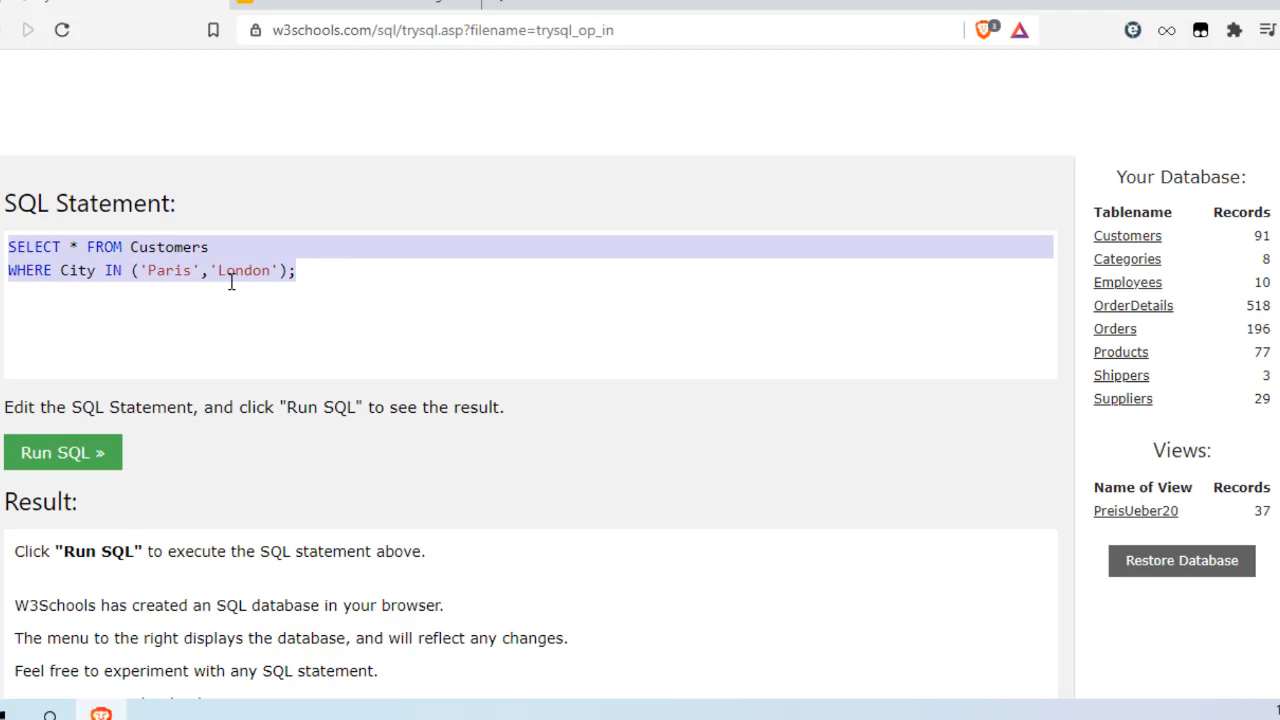 w3schools.com/sql/trysql.asp?filename=trysql_op_in
3
SQL Statement:
SELECT * FROM Customers
WHERE City IN ('Paris','London');
Edit the SQL Statement, and click "Run SQL" to see the result.
Run SQL »
Result:
Click "Run SQL" to execute the SQL statement above.
W3Schools has created an SQL database in your browser.
The menu to the right displays the database, and will reflect any changes.
Feel free to experiment with any SQL statement.
Your Database:
Tablename Records
Customers 91
Categories 8
Employees 10
OrderDetails 518
Orders 196
Products 77
Shippers 3
Suppliers 29
Views:
Name of View Records
PreisUeber20 37
Restore Database